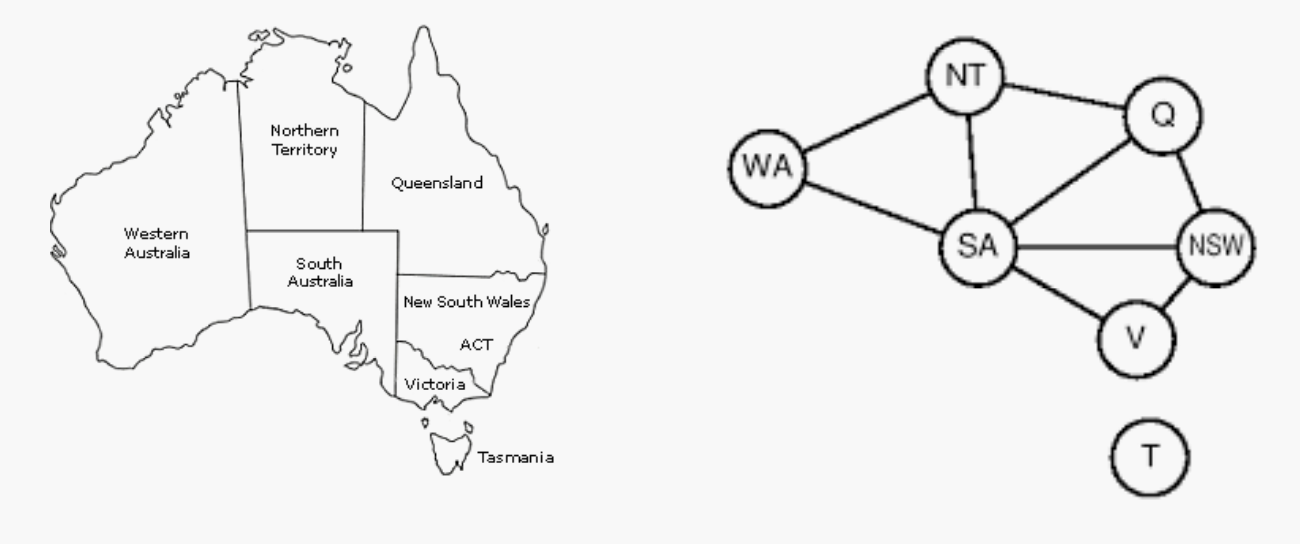 Northern
Territory
Queensland
Western
Australia
South
Australia
New South Wales
ACT
Victoria
Tasmania
NT
Q
WA
SA
NSW
V
T